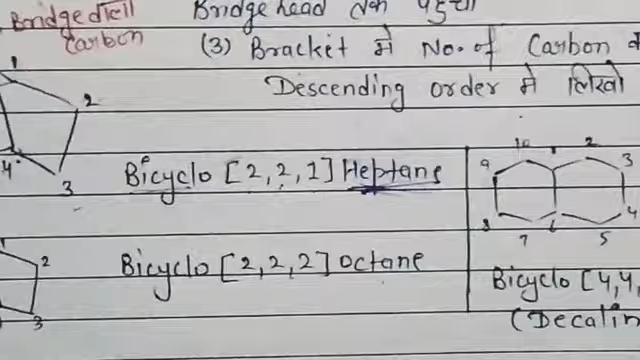 Bridge वाला Bridge head तक पहुंचो
Carbon (3) Bracket मे No. of Carbon
Descending order मे लिखो
1
2
4
3
Bicyclo [2,2,1] Heptane
10 1 2
9 3
8 6 4
7 5
2
3
Bicyclo [2,2,2] Octane
Bicyclo [4,4,
(Decalin